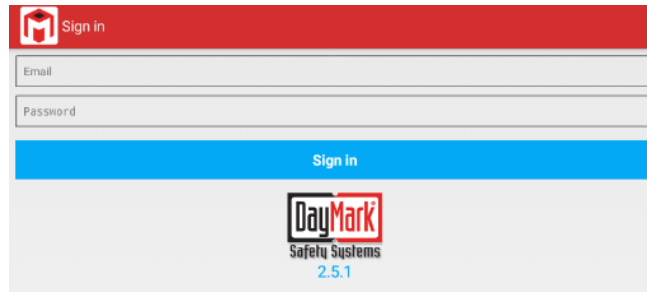 Sign in
Email
Password
Sign in
DayMark
Safety Systems
2.5.1